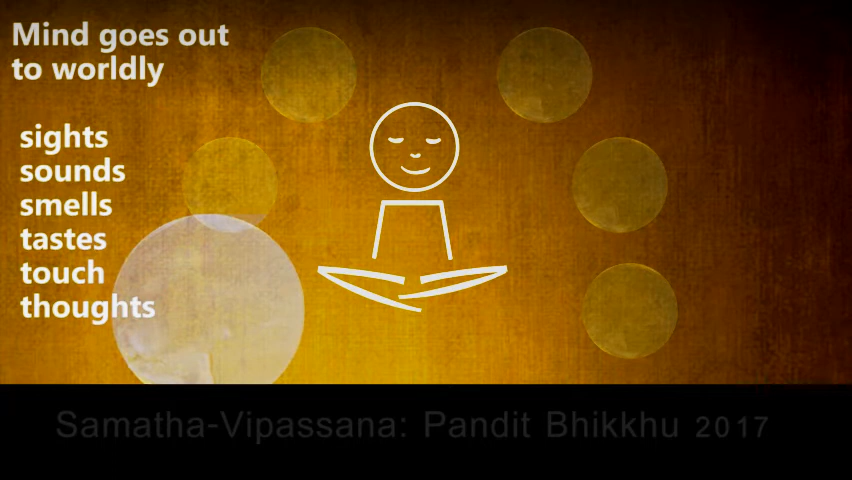 Mind goes out
to worldly
sights
sounds
smells
tastes
touch
thoughts
Samatha-Vipassana: Pandit Bhikkhu 2017